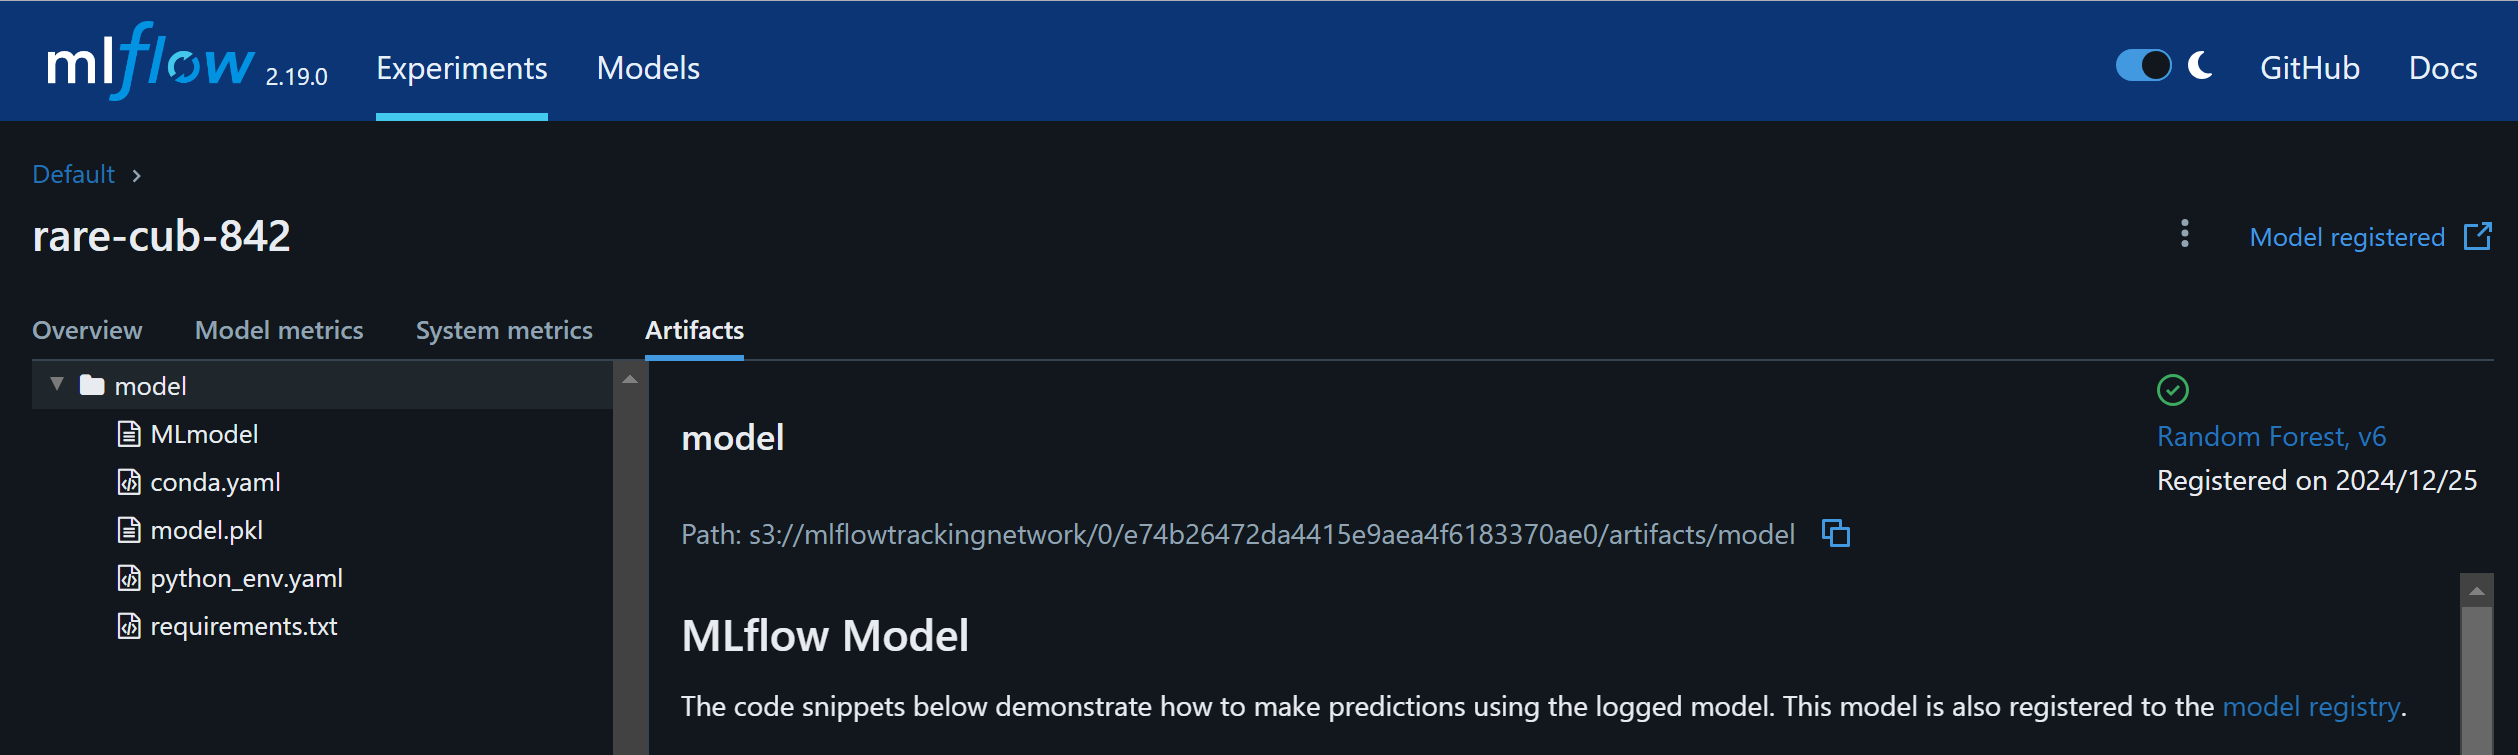 mlflow 2.19.0 Experiments Models GitHub Docs
Default
rare-cub-842
Model registered
Overview Model metrics System metrics Artifacts
model
MLmodel
conda.yaml
model.pkl
python_env.yaml
requirements.txt
model
Random Forest, v6
Registered on 2024/12/25
Path: s3://mlflowtrackingnetwork/0/e74b26472da4415e9aea4f6183370ae0/artifacts/model
MLflow Model
The code snippets below demonstrate how to make predictions using the logged model. This model is also registered to the model registry.